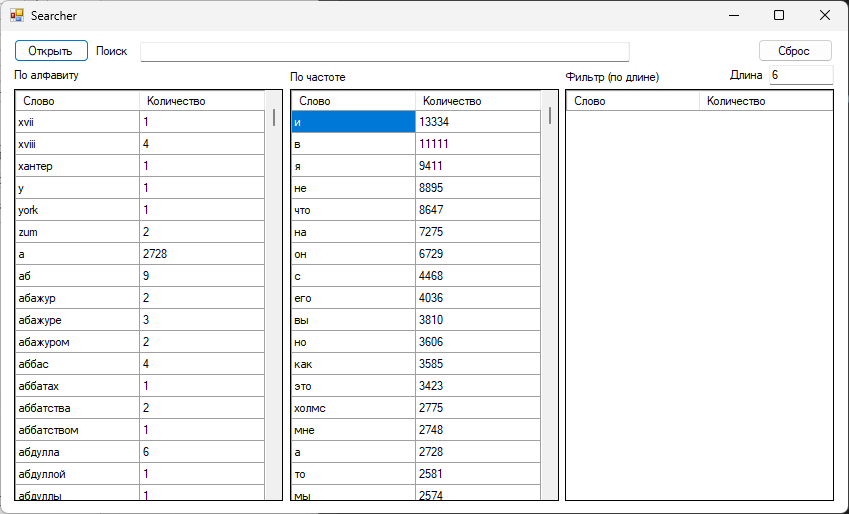 Searcher
Открыть Поиск Сброс
По алфавиту По частоте Фильтр (по длине) Длина 6
Слово Количество Слово Количество Слово Количество
xvii 1 и 13334
xviii 4 в 11111
хантер 1 я 9411
y 1 не 8895
york 1 что 8647
zum 2 на 7275
а 2728 он 6729
аб 9 с 4468
абажур 2 его 4036
абажуре 3 вы 3810
абажуром 2 но 3606
аббас 4 как 3585
аббатах 1 это 3423
аббатства 2 холмс 2775
аббатством 1 мне 2748
абдулла 6 а 2728
абдуллой 1 то 2581
абдуллы 1 мы 2574